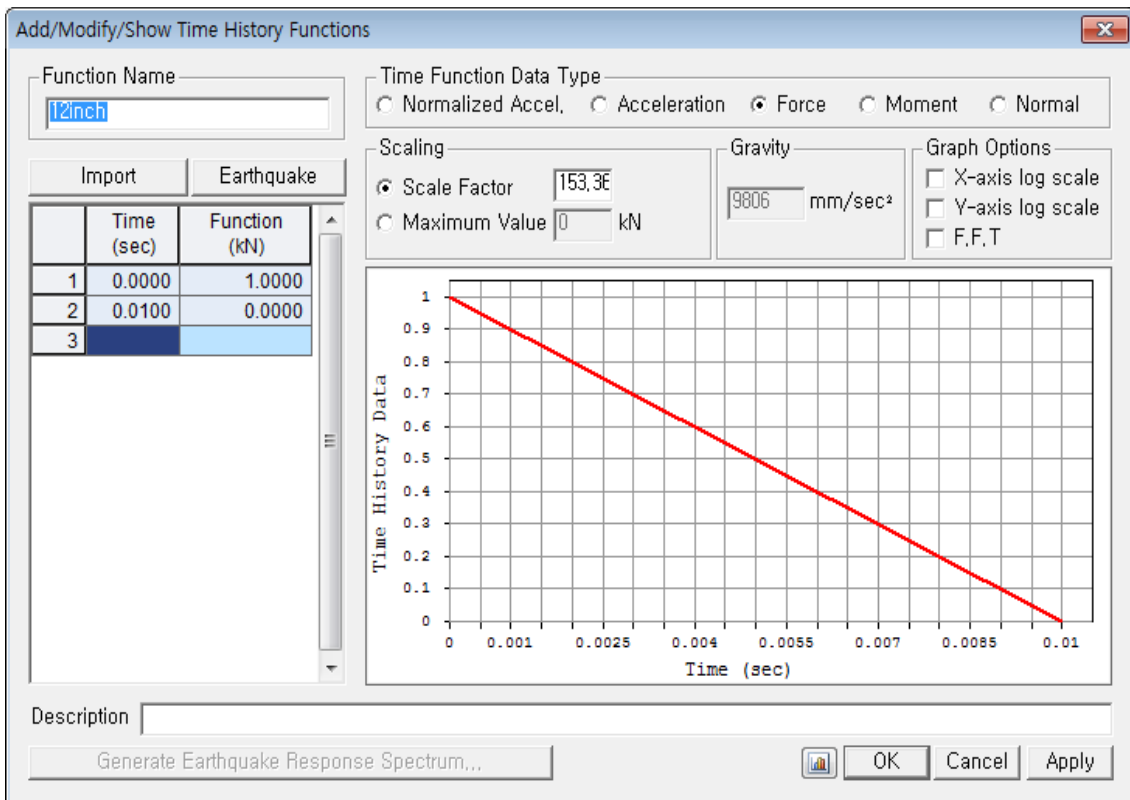 Add/Modify/Show Time History Functions
Function Name
12inch
Time Function Data Type
Normalized Accel. Acceleration Force Moment Normal
Import Earthquake
Scaling
Scale Factor 153.36
Maximum Value 0 kN
Gravity
9806 mm/sec²
Graph Options
X-axis log scale
Y-axis log scale
F.F.T
Time (sec) Function (kN)
1 0.0000 1.0000
2 0.0100 0.0000
3
Time History Data
1
0.9
0.8
0.7
0.6
0.5
0.4
0.3
0.2
0.1
0
0 0.001 0.0025 0.004 0.0055 0.007 0.0085 0.01
Time (sec)
Description
Generate Earthquake Response Spectrum...
OK Cancel Apply